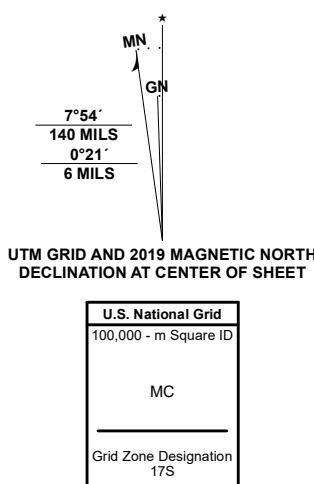 ★
MN
GN
7°54´
140 MILS
0°21´
6 MILS
UTM GRID AND 2019 MAGNETIC NORTH
DECLINATION AT CENTER OF SHEET
U.S. National Grid
100,000 - m Square ID
MC
Grid Zone Designation
17S